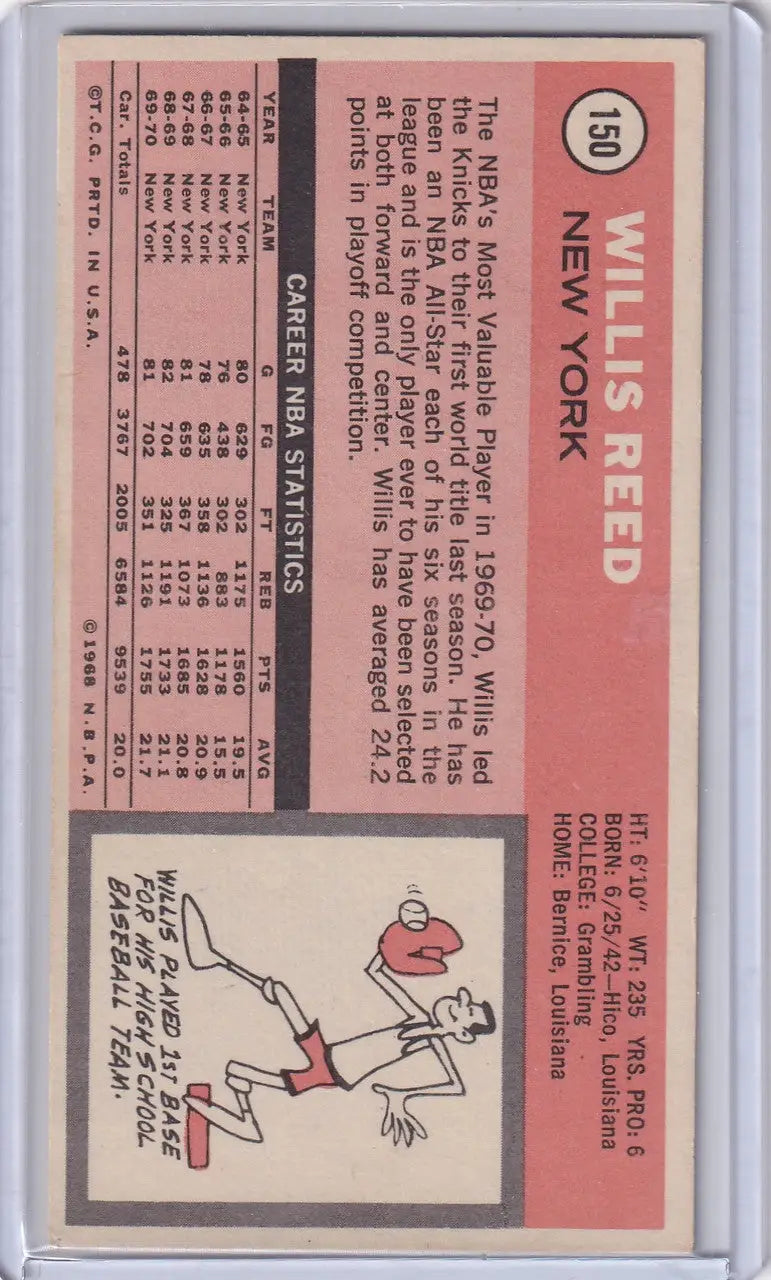 150
WILLIS REED
NEW YORK
HT: 6'10" WT: 235 YRS. PRO: 6
BORN: 6/25/42—Hico, Louisiana
COLLEGE: Grambling
HOME: Bernice, Louisiana
The NBA's Most Valuable Player in 1969-70, Willis led
the Knicks to their first world title last season. He has
been an NBA All-Star each of his six seasons in the
league and is the only player ever to have been selected
at both forward and center. Willis has averaged 24.2
points in playoff competition.
CAREER NBA STATISTICS
YEAR TEAM G FG FT REB PTS AVG
64-65 New York 80 629 302 1175 1560 19.5
65-66 New York 76 438 302 883 1178 15.5
66-67 New York 78 635 358 1136 1628 20.9
67-68 New York 81 659 367 1073 1685 20.8
68-69 New York 82 704 325 1191 1733 21.1
69-70 New York 81 702 351 1126 1755 21.7
Car. Totals 478 3767 2005 6584 9539 20.0
©T.C.G. PRTD. IN U.S.A. ©1968 N.B.P.A.
WILLIS PLAYED 1ST BASE
FOR HIS HIGH SCHOOL
BASEBALL TEAM.